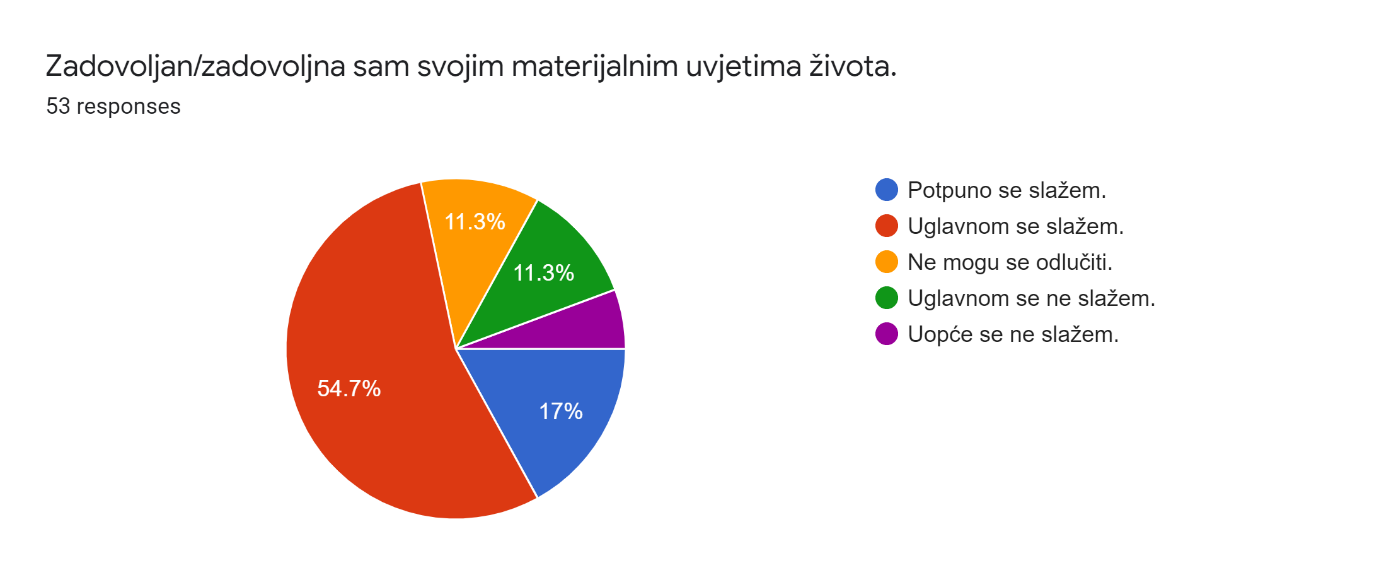 Zadovoljan/zadovoljna sam svojim materijalnim uvjetima života.
53 responses
11.3%
11.3%
54.7%
17%
Potpuno se slažem.
Uglavnom se slažem.
Ne mogu se odlučiti.
Uglavnom se ne slažem.
Uopće se ne slažem.